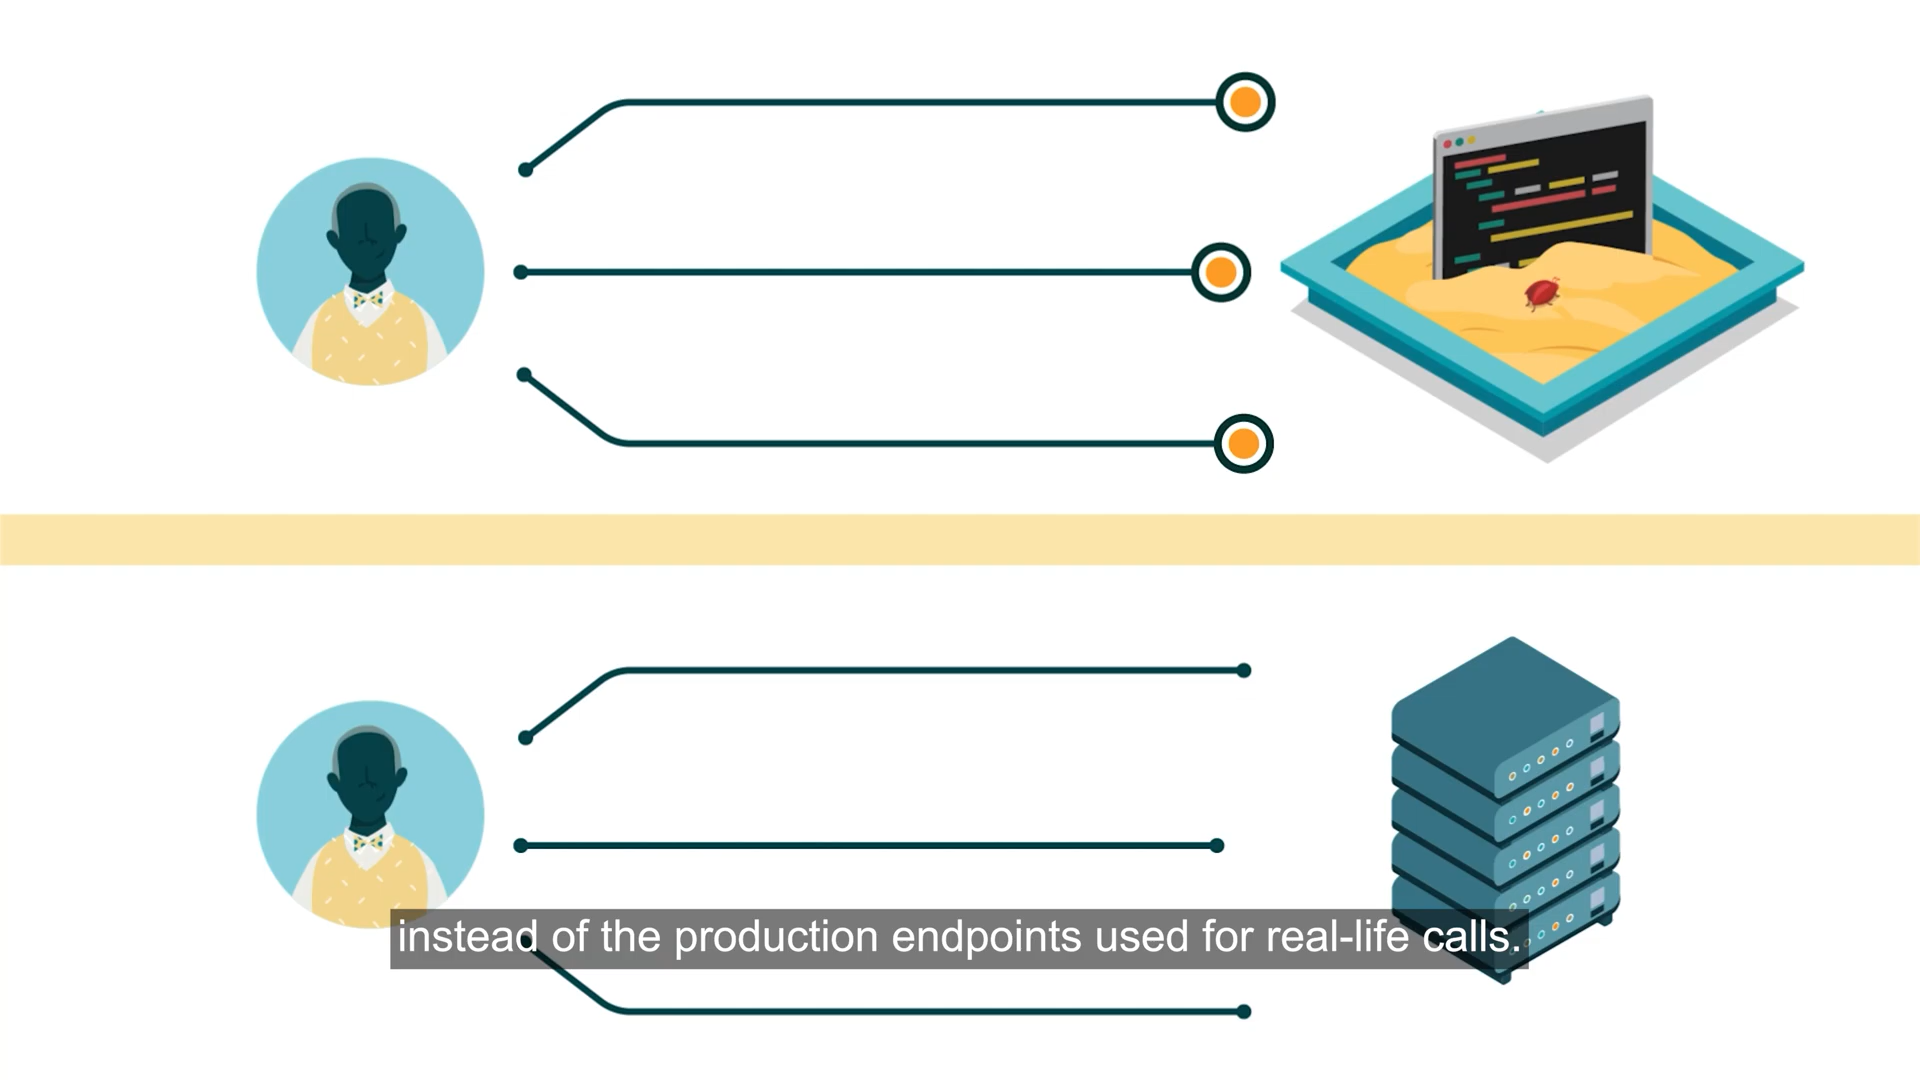 instead of the production endpoints used for real-life calls.